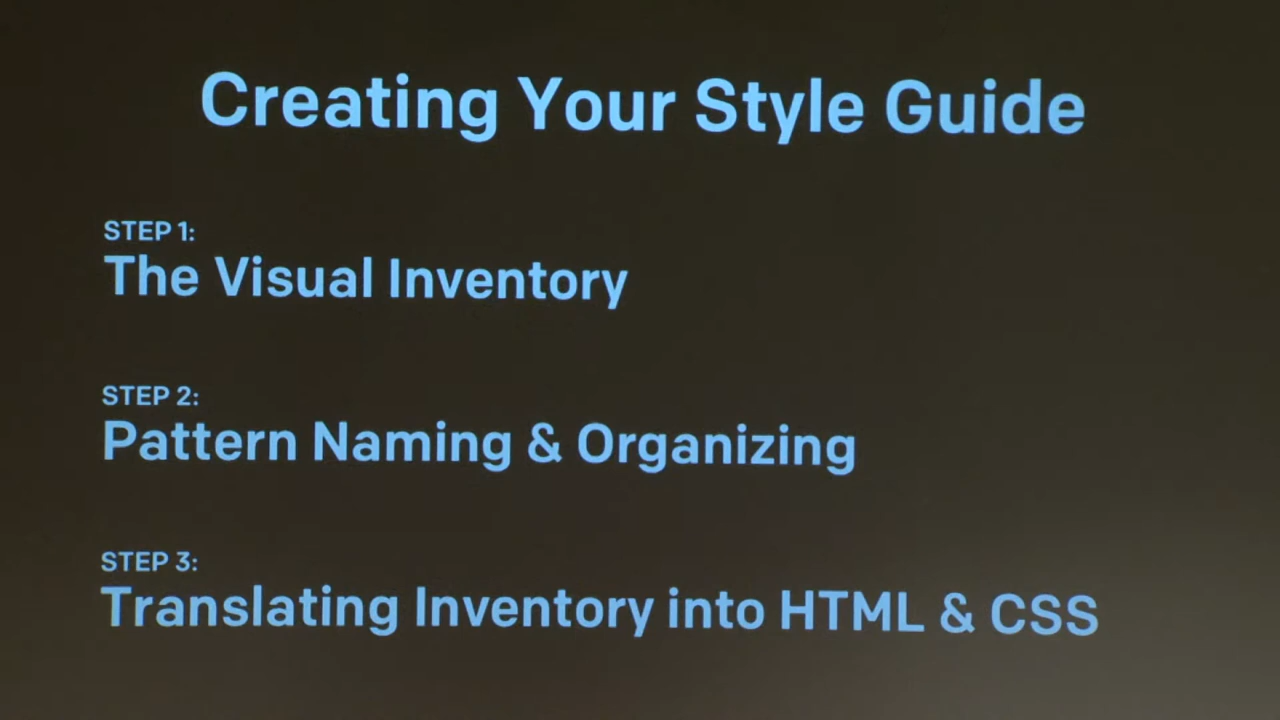 Creating Your Style Guide
STEP 1:
The Visual Inventory
STEP 2:
Pattern Naming & Organizing
STEP 3:
Translating Inventory into HTML & CSS